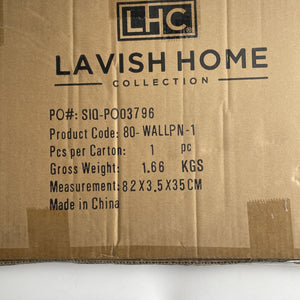 LHC
LAVISH HOME
COLLECTION
PO#: SIQ-PO03796
Product Code: 80-WALLPN-1
Pcs per Carton: 1 pc
Gross Weight: 1.66 KGS
Measurement: 82X3.5X35CM
Made in China